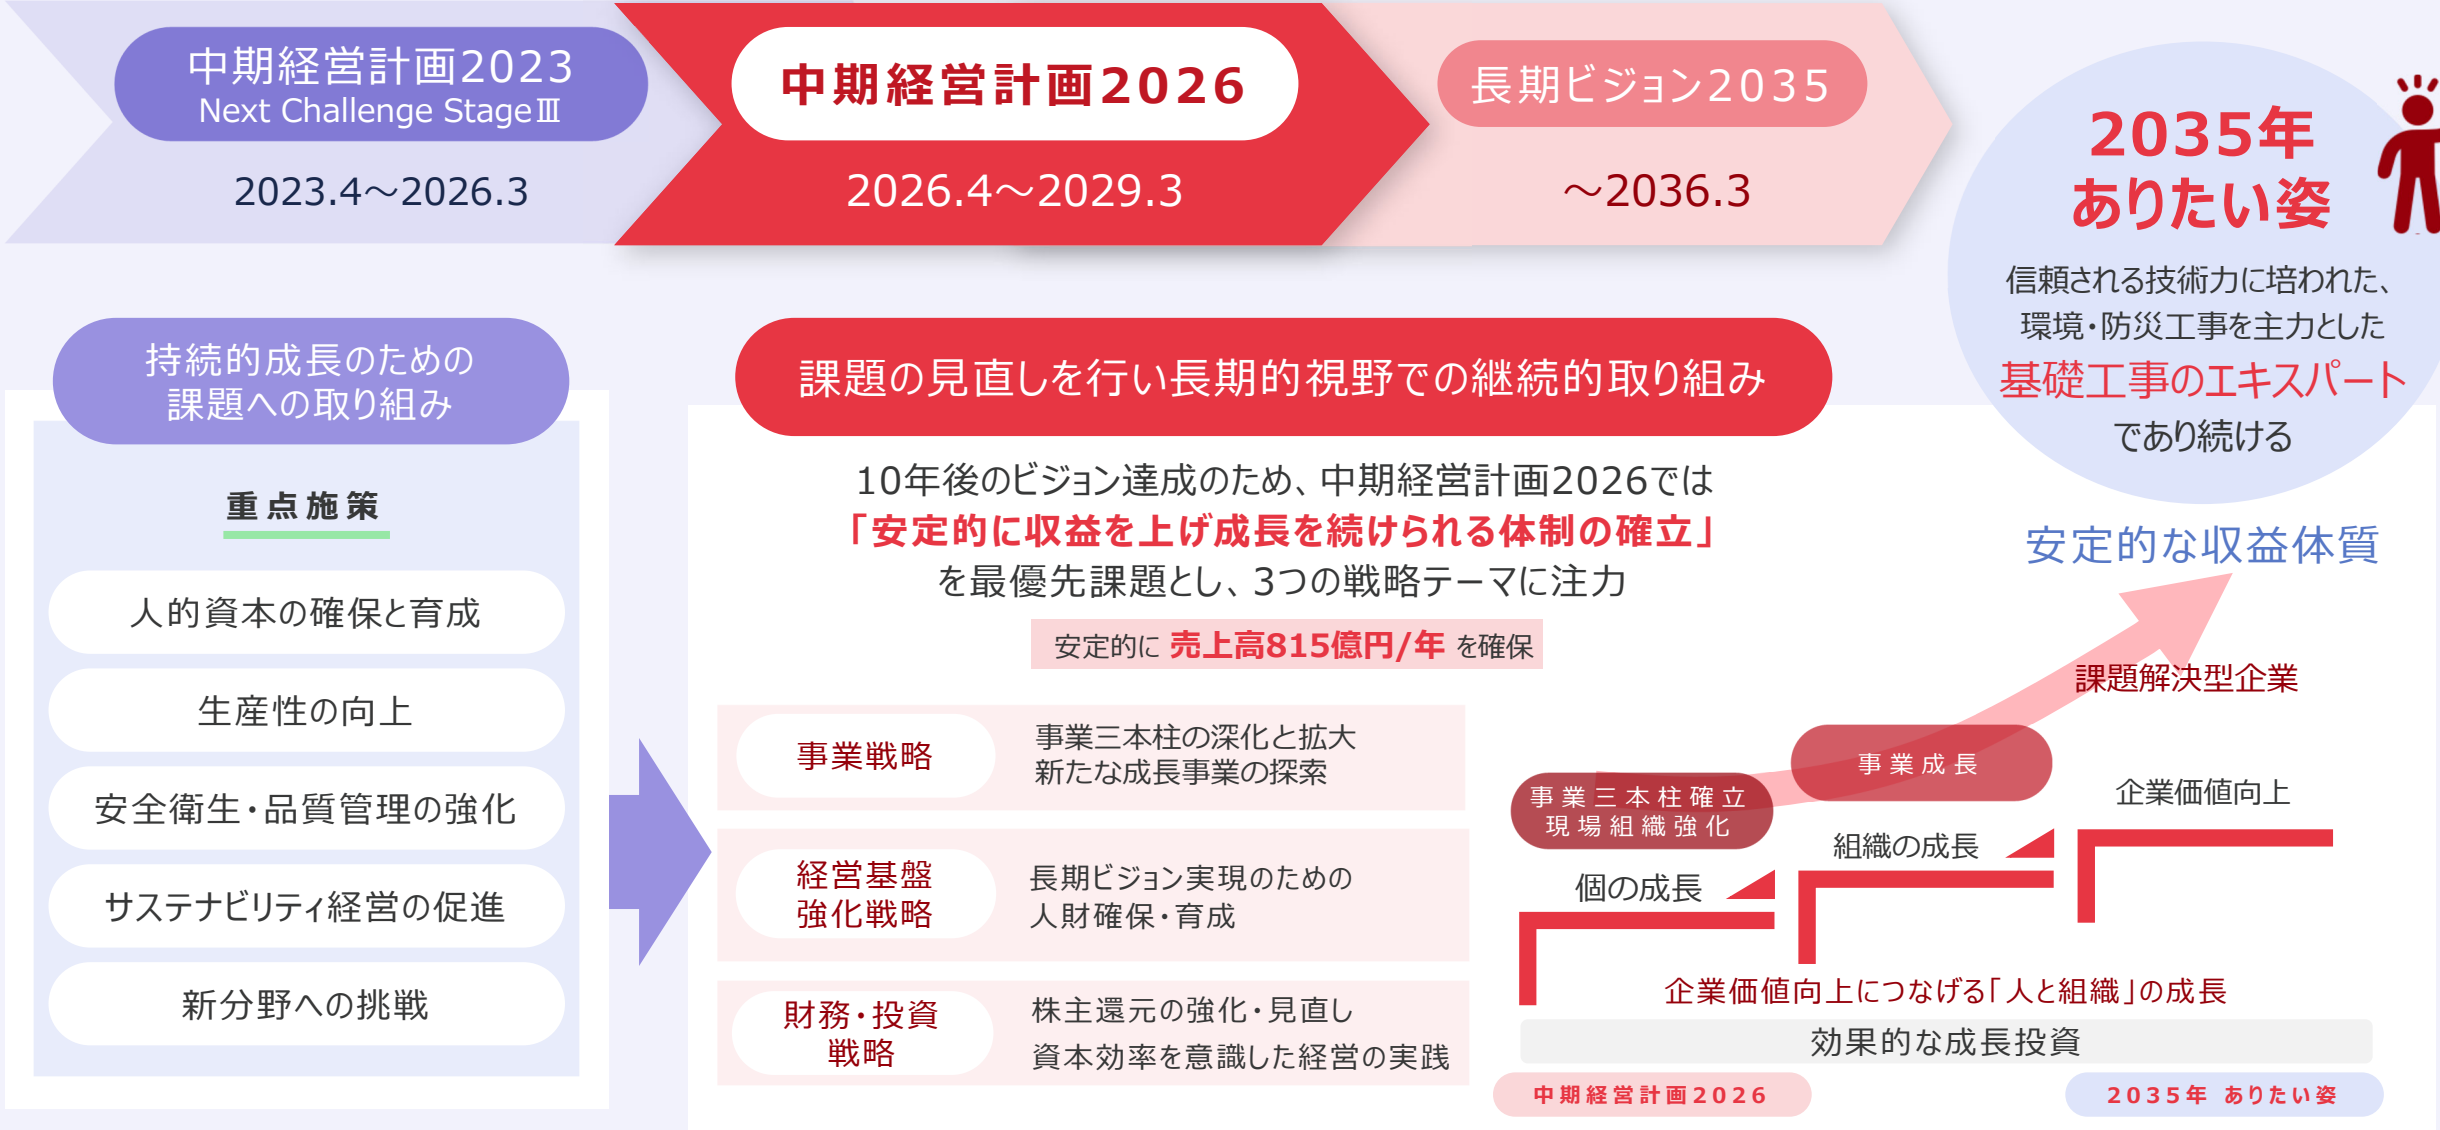 中期経営計画2023
Next Challenge StageⅢ
2023.4～2026.3
中期経営計画2026
2026.4～2029.3
長期ビジョン2035
～2036.3
2035年
ありたい姿
信頼される技術力に培われた、
環境・防災工事を主力とした
基礎工事のエキスパート
であり続ける
持続的成長のための
課題への取り組み
重点施策
人的資本の確保と育成
生産性の向上
安全衛生・品質管理の強化
サステナビリティ経営の促進
新分野への挑戦
課題の見直しを行い長期的視野での継続的取り組み
10年後のビジョン達成のため、中期経営計画2026では
「安定的に収益を上げ成長を続けられる体制の確立」
を最優先課題とし、3つの戦略テーマに注力
安定的に 売上高815億円/年 を確保
事業戦略
事業三本柱の深化と拡大
新たな成長事業の探索
経営基盤
強化戦略
長期ビジョン実現のための
人財確保・育成
財務・投資
戦略
株主還元の強化・見直し
資本効率を意識した経営の実践
安定的な収益体質
課題解決型企業
事業成長
事業三本柱確立
現場組織強化
企業価値向上
組織の成長
個の成長
企業価値向上につなげる「人と組織」の成長
効果的な成長投資
中期経営計画2026
2035年 ありたい姿